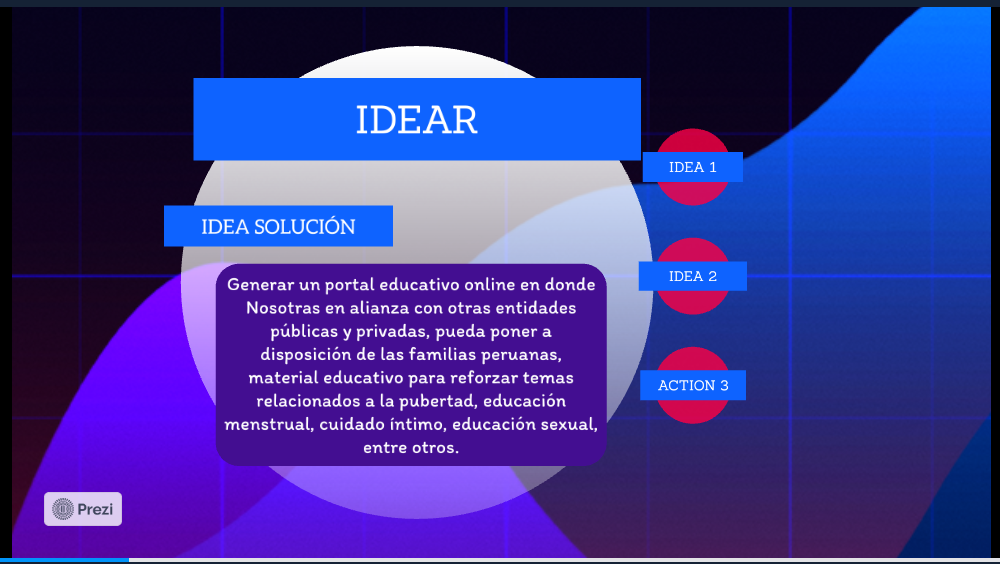 IDEAR
IDEA 1
IDEA SOLUCIÓN
IDEA 2
Generar un portal educativo online en donde
Nosotras en alianza con otras entidades
públicas y privadas, pueda poner a
disposición de las familias peruanas,
material educativo para reforzar temas
relacionados a la pubertad, educación
menstrual, cuidado íntimo, educación sexual,
entre otros.
ACTION 3
Prezi